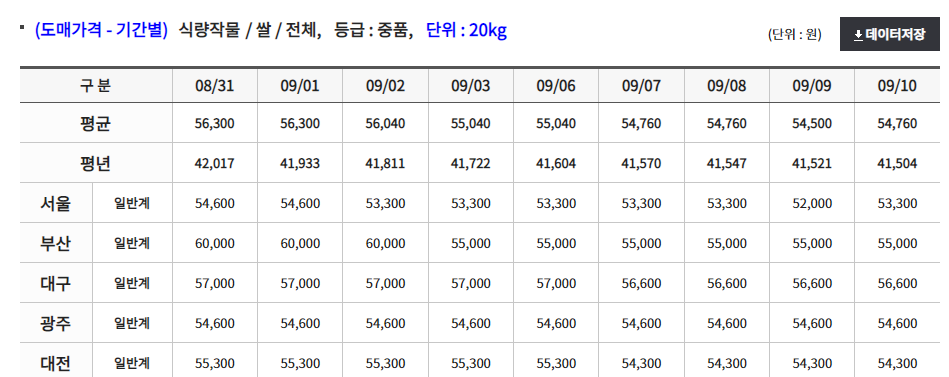 (도매가격 - 기간별) 식량작물 / 쌀 / 전체, 등급 : 중품, 단위 : 20kg
(단위 : 원) 데이터저장
구 분 08/31 09/01 09/02 09/03 09/06 09/07 09/08 09/09 09/10
평균 56,300 56,300 56,040 55,040 55,040 54,760 54,760 54,500 54,760
평년 42,017 41,933 41,811 41,722 41,604 41,570 41,547 41,521 41,504
서울 일반계 54,600 54,600 53,300 53,300 53,300 53,300 53,300 52,000 53,300
부산 일반계 60,000 60,000 60,000 55,000 55,000 55,000 55,000 55,000 55,000
대구 일반계 57,000 57,000 57,000 57,000 57,000 56,600 56,600 56,600 56,600
광주 일반계 54,600 54,600 54,600 54,600 54,600 54,600 54,600 54,600 54,600
대전 일반계 55,300 55,300 55,300 55,300 55,300 54,300 54,300 54,300 54,300